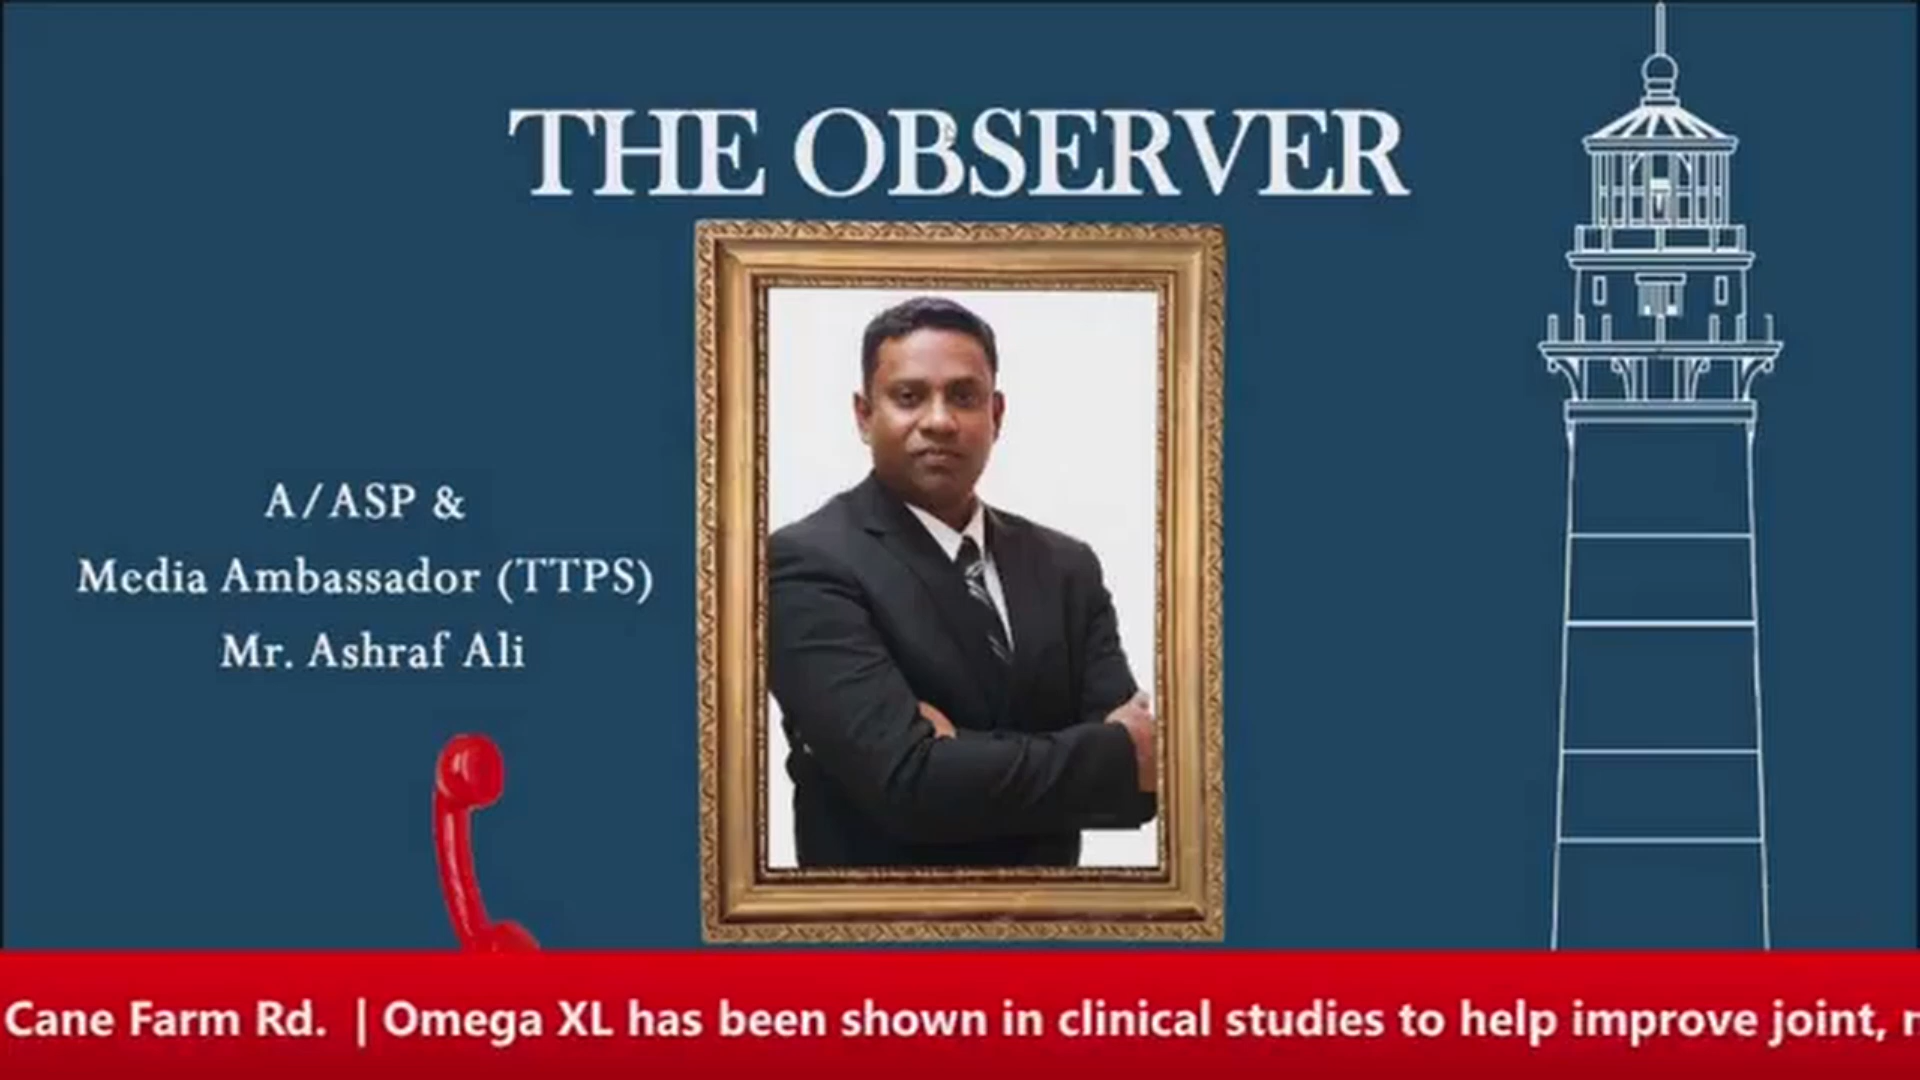 THE OBSERVER
A/ASP &
Media Ambassador (TTPS)
Mr. Ashraf Ali
Cane Farm Rd. | Omega XL has been shown in clinical studies to help improve joint,